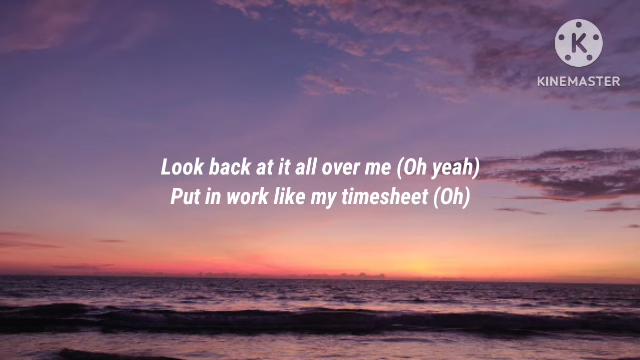 K
KINEMASTER
Look back at it all over me (Oh yeah)
Put in work like my timesheet (Oh)